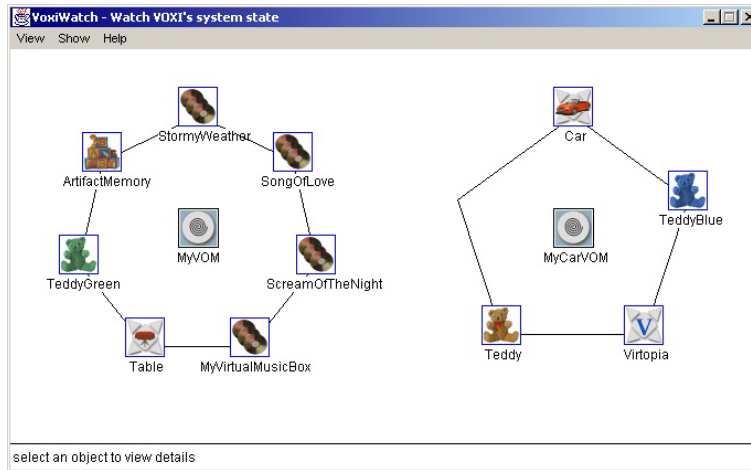 VoxiWatch - Watch VOXI's system state
View Show Help
StormyWeather
ArtifactMemory
SongOfLove
MyVOM
TeddyGreen
ScreamOfTheNight
Table
MyVirtualMusicBox
Car
TeddyBlue
MyCarVOM
Teddy
Virtopia
V
select an object to view details